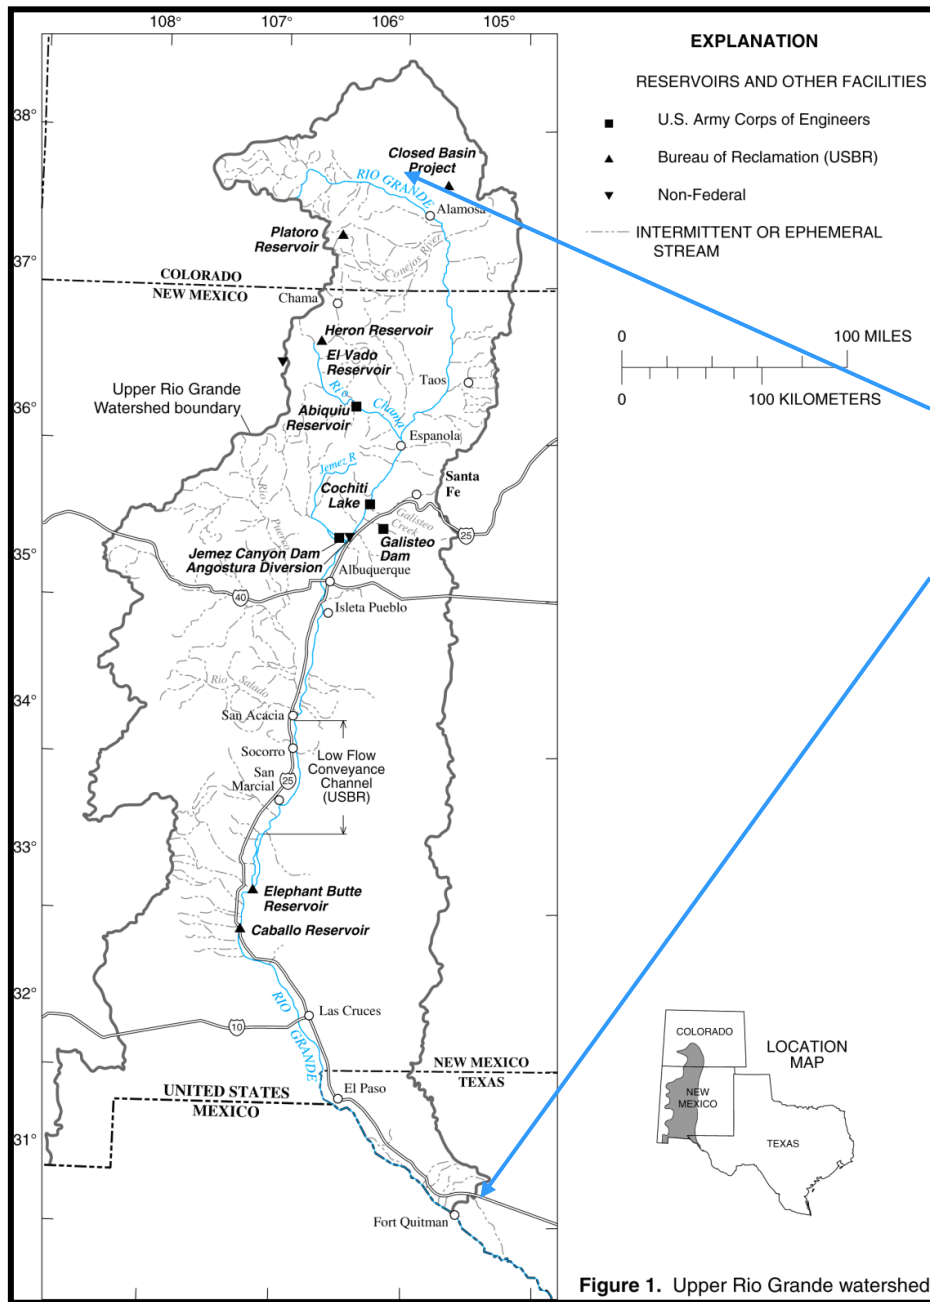 108°
107°
106°
105°
38°
37°
36°
35°
34°
33°
32°
31°
EXPLANATION
RESERVOIRS AND OTHER FACILITIES
U.S. Army Corps of Engineers
Bureau of Reclamation (USBR)
Non-Federal
INTERMITTENT OR EPHEMERAL
STREAM
0
100 MILES
0
100 KILOMETERS
Closed Basin
Project
RIO GRANDE
Alamosa
Platoro
Reservoir
Conejos River
COLORADO
NEW MEXICO
Chama
Heron Reservoir
El Vado
Reservoir
Taos
Upper Rio Grande
Watershed boundary
Rio
Chama
Abiquiu
Reservoir
Espanola
Jemez R
Santa
Fe
Cochiti
Lake
Rio
Puerco
Galisteo
Creek
25
Galisteo
Dam
Jemez Canyon Dam
Angostura Diversion
Albuquerque
40
Isleta Pueblo
Rio
Salado
San Acacia
Socorro
Low Flow
Conveyance
Channel
(USBR)
San
Marcial
25
Elephant Butte
Reservoir
Caballo Reservoir
RIO
GRANDE
Las Cruces
10
NEW MEXICO
TEXAS
El Paso
UNITED STATES
MEXICO
Fort Quitman
COLORADO
NEW
MEXICO
TEXAS
LOCATION
MAP
Figure 1. Upper Rio Grande watershed